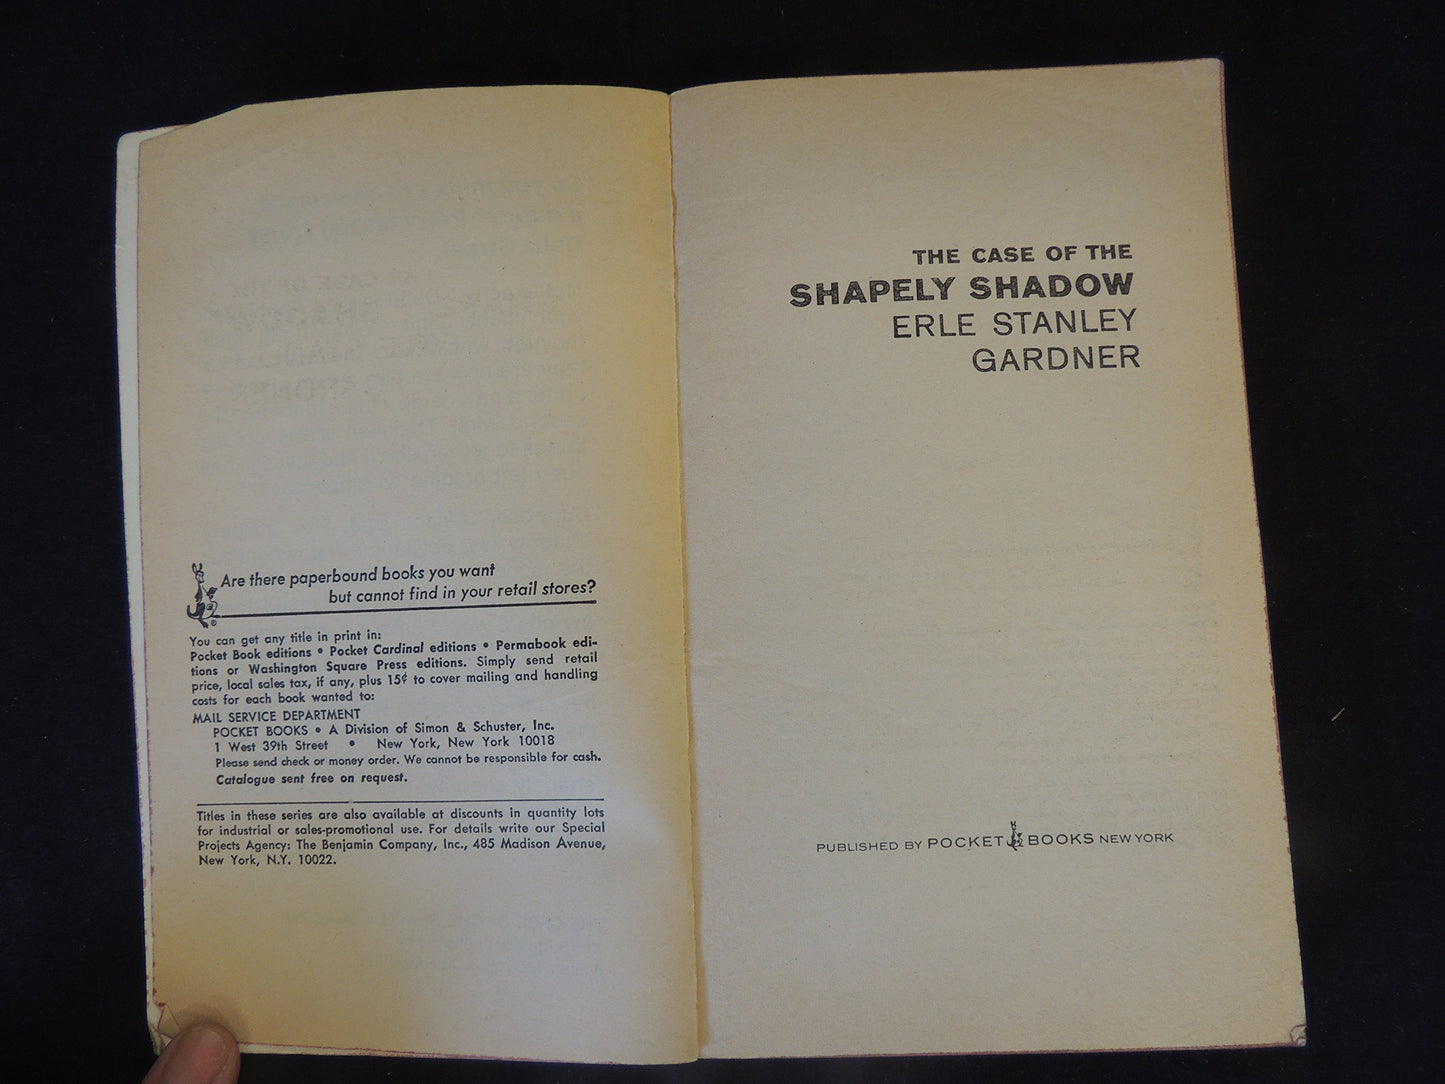 Are there paperbound books you want
but cannot find in your retail stores?
You can get any title in print in:
Pocket Book editions • Pocket Cardinal editions • Permabook edi-
tions or Washington Square Press editions. Simply send retail
price, local sales tax, if any, plus 15¢ to cover mailing and handling
costs for each book wanted to:
MAIL SERVICE DEPARTMENT
POCKET BOOKS • A Division of Simon & Schuster, Inc.
1 West 39th Street • New York, New York 10018
Please send check or money order. We cannot be responsible for cash.
Catalogue sent free on request.
Titles in these series are also available at discounts in quantity lots
for industrial or sales-promotional use. For details write our Special
Projects Agency: The Benjamin Company, Inc., 485 Madison Avenue,
New York, N.Y. 10022.
THE CASE OF THE
SHAPELY SHADOW
ERLE STANLEY
GARDNER
PUBLISHED BY POCKET BOOKS NEW YORK